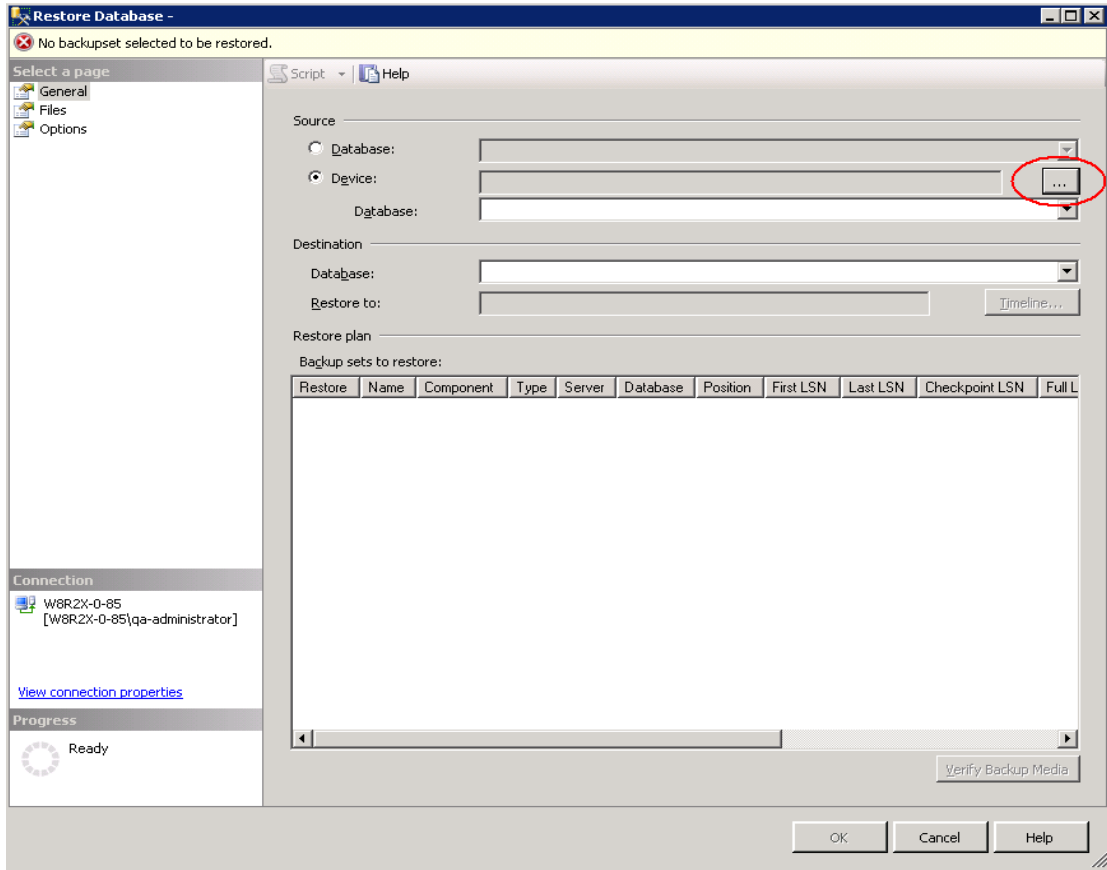 Restore Database -
No backupset selected to be restored.
Select a page
General
Files
Options
Script
Help
Source
Database:
Device:
...
Database:
Destination
Database:
Restore to:
Timeline...
Restore plan
Backup sets to restore:
Restore Name Component Type Server Database Position First LSN Last LSN Checkpoint LSN Full L
Connection
W8R2X-0-85
[W8R2X-0-85\qa-administrator]
View connection properties
Progress
Ready
Verify Backup Media
OK Cancel Help